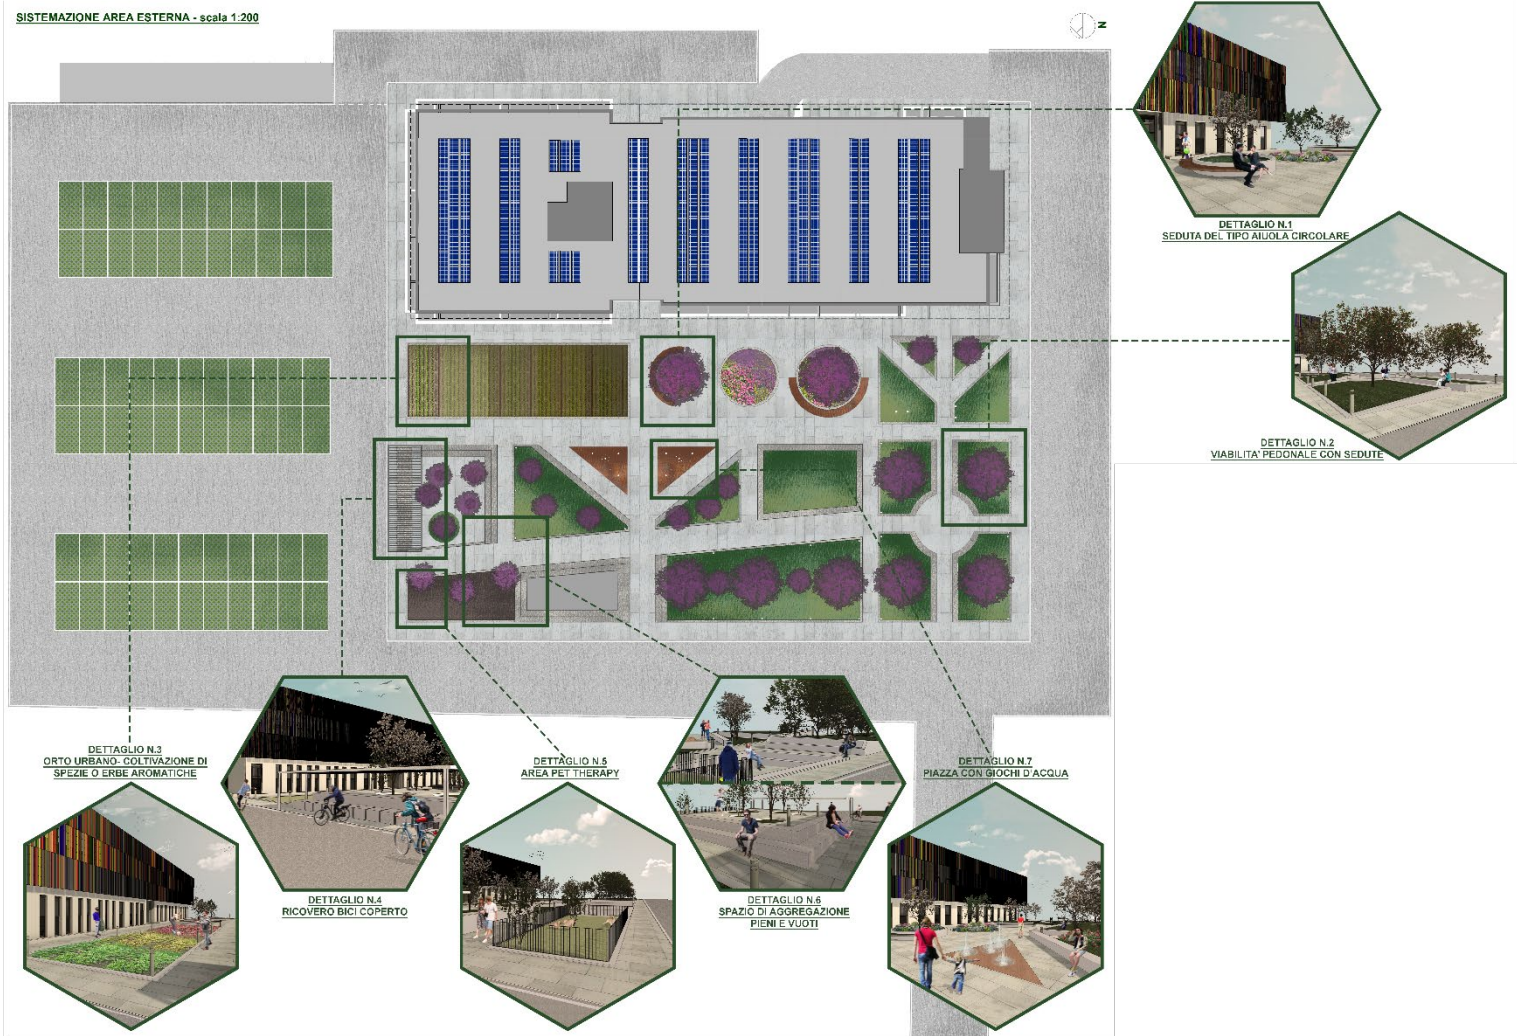 SISTEMAZIONE AREA ESTERNA - scala 1:200
N
DETTAGLIO N.1
SEDUTA DEL TIPO AIUOLA CIRCOLARE
DETTAGLIO N.2
VIABILITA' PEDONALE CON SEDUTE
DETTAGLIO N.3
ORTO URBANO- COLTIVAZIONE DI
SPEZIE O ERBE AROMATICHE
DETTAGLIO N.4
RICOVERO BICI COPERTO
DETTAGLIO N.5
AREA PET THERAPY
DETTAGLIO N.6
SPAZIO DI AGGREGAZIONE
PIENI E VUOTI
DETTAGLIO N.7
PIAZZA CON GIOCHI D'ACQUA